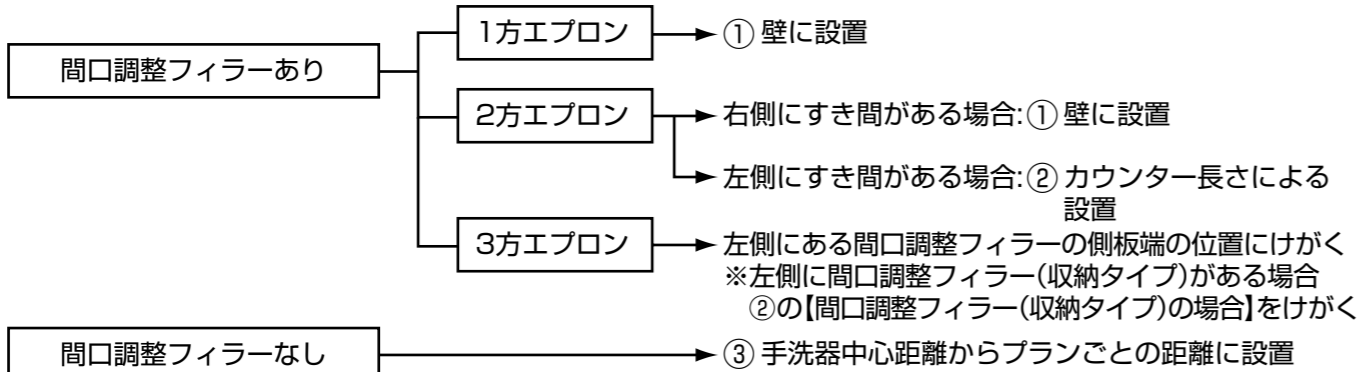 1方エプロン
① 壁に設置
間口調整フィラーあり
2方エプロン
右側にすき間がある場合:① 壁に設置
左側にすき間がある場合:② カウンター長さによる
設置
3方エプロン
左側にある間口調整フィラーの側板端の位置にけがく
※左側に間口調整フィラー(収納タイプ)がある場合
②の【間口調整フィラー(収納タイプ)の場合】をけがく
間口調整フィラーなし
③ 手洗器中心距離からプランごとの距離に設置